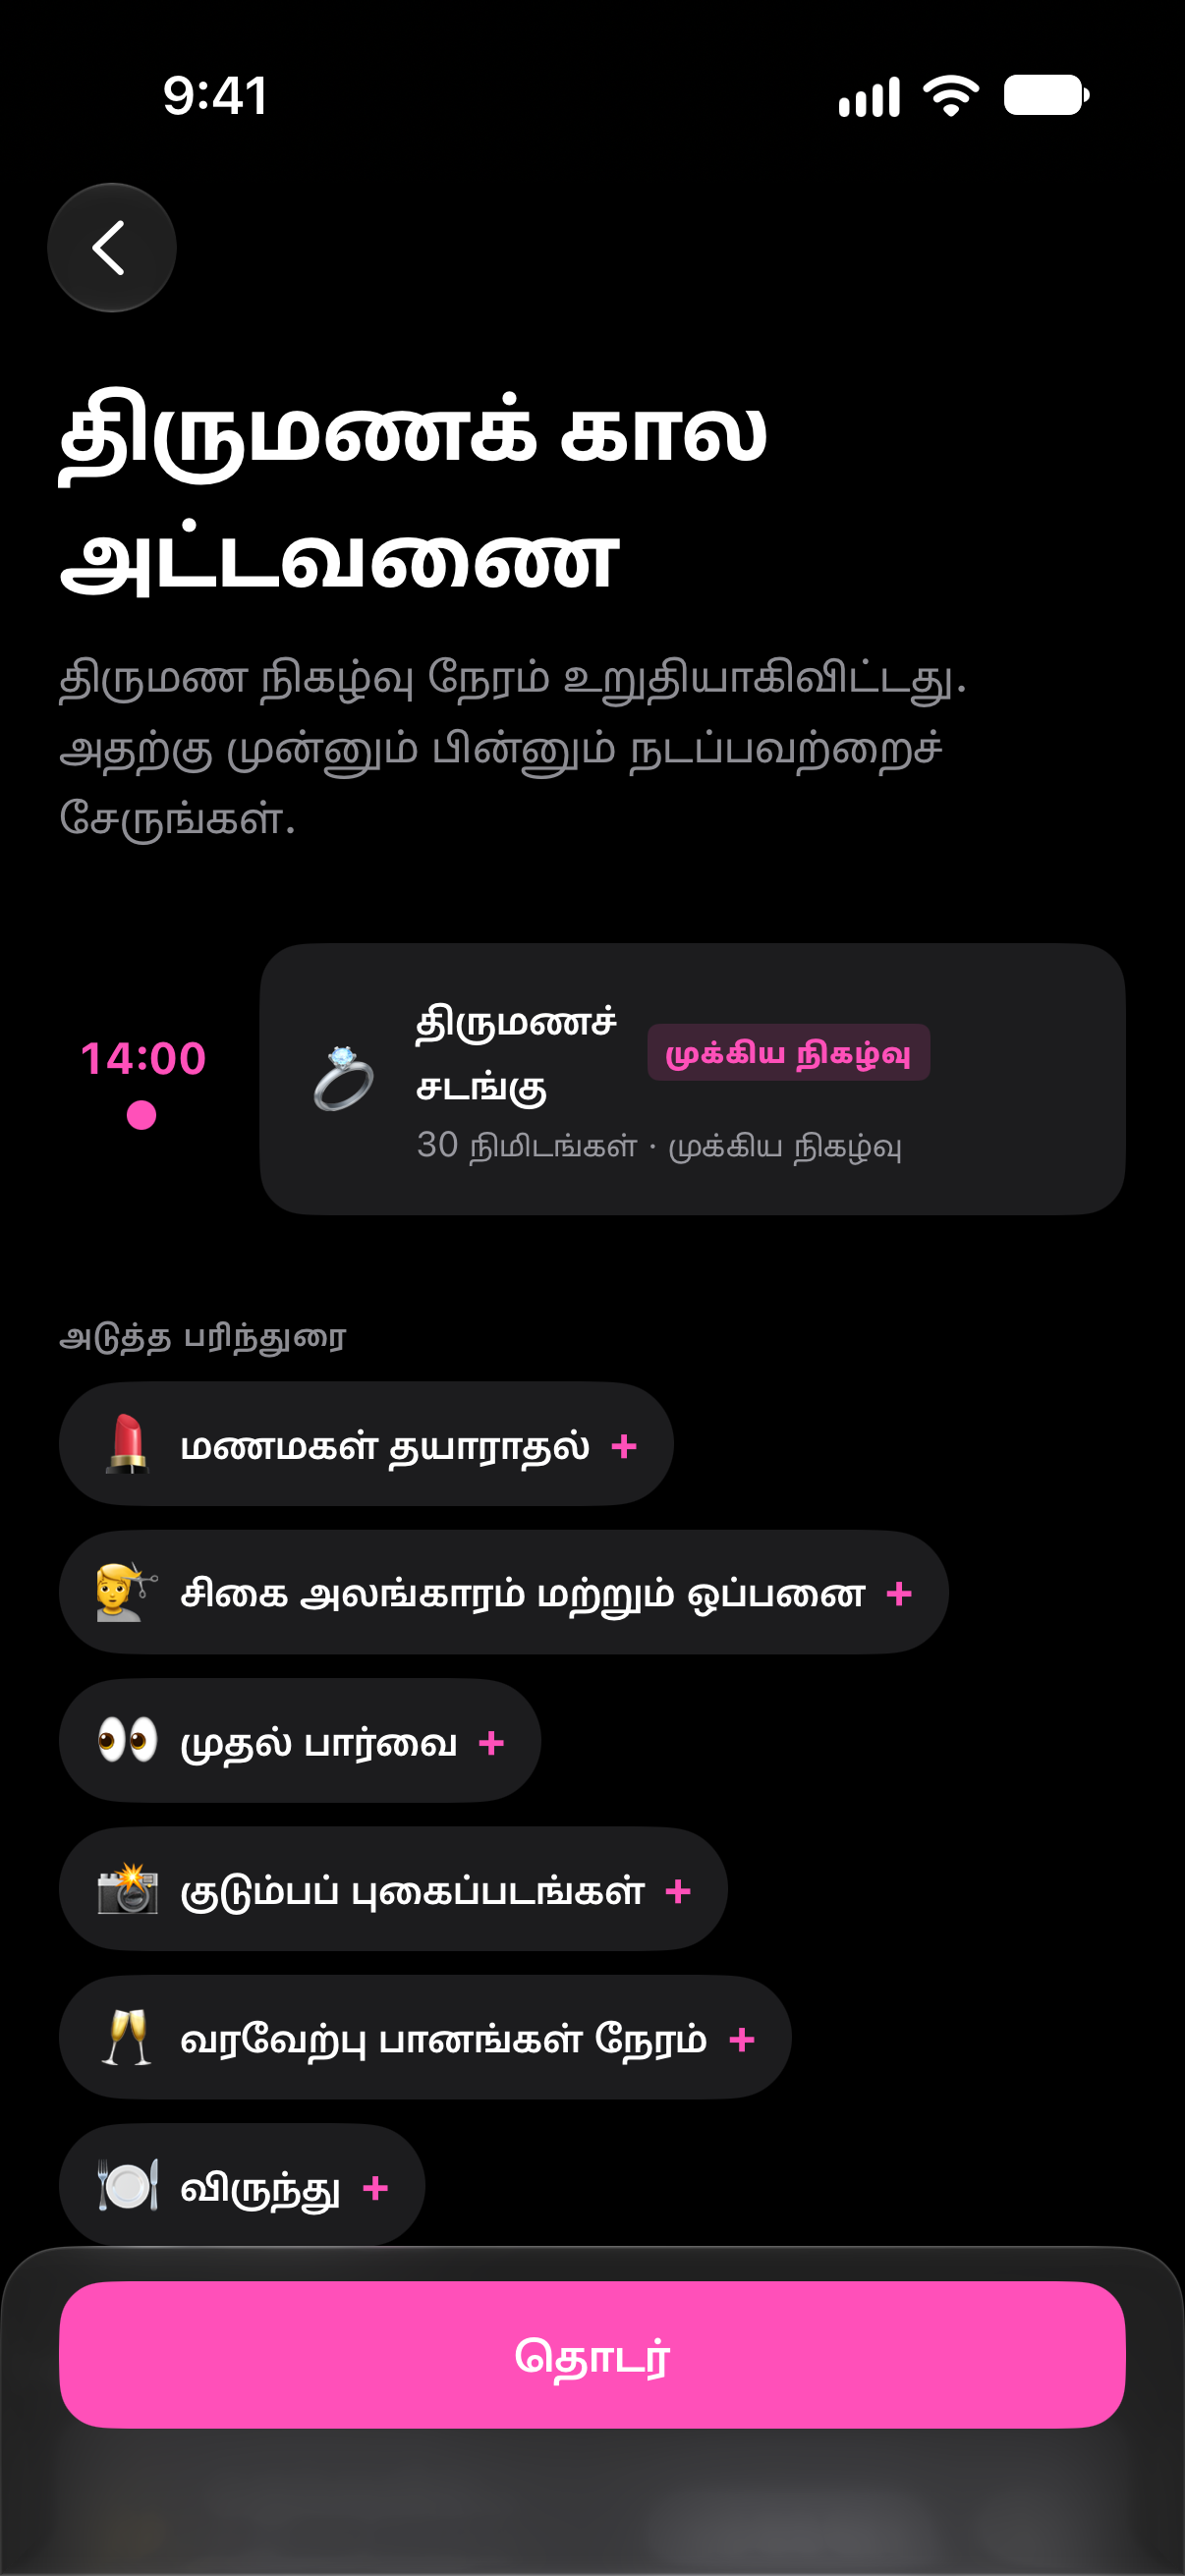 9:41
திருமணக் கால
அட்டவணை
திருமண நிகழ்வு நேரம் உறுதியாகிவிட்டது.
அதற்கு முன்னும் பின்னும் நடப்பவற்றைச்
சேருங்கள்.
14:00
திருமணச்
சடங்கு
முக்கிய நிகழ்வு
30 நிமிடங்கள் · முக்கிய நிகழ்வு
அடுத்த பரிந்துரை
மணமகள் தயாராதல் +
சிகை அலங்காரம் மற்றும் ஒப்பனை +
முதல் பார்வை +
குடும்பப் புகைப்படங்கள் +
வரவேற்பு பானங்கள் நேரம் +
விருந்து +
தொடர்